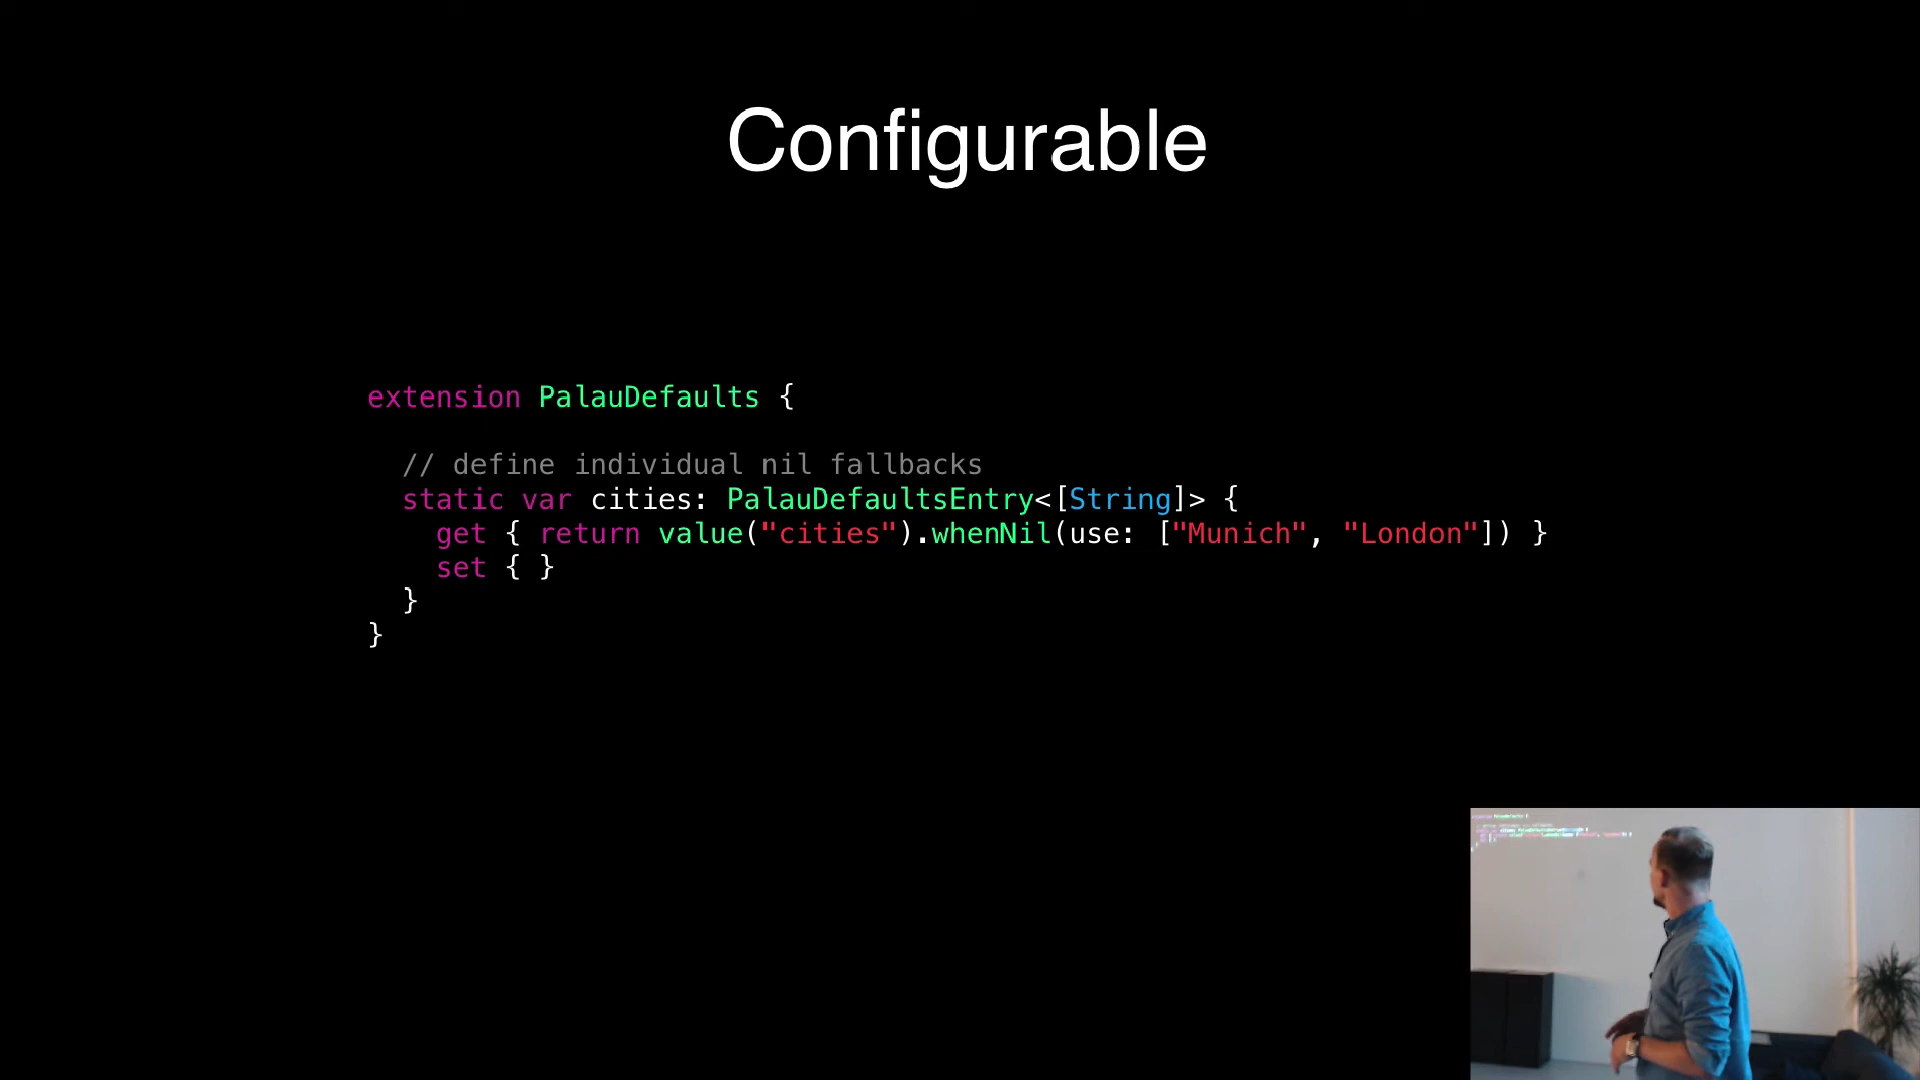 Configurable
extension PalauDefaults {
// define individual nil fallbacks
static var cities: PalauDefaultsEntry<[String]> {
get { return value("cities").whenNil(use: ["Munich", "London"]) }
set { }
}
}